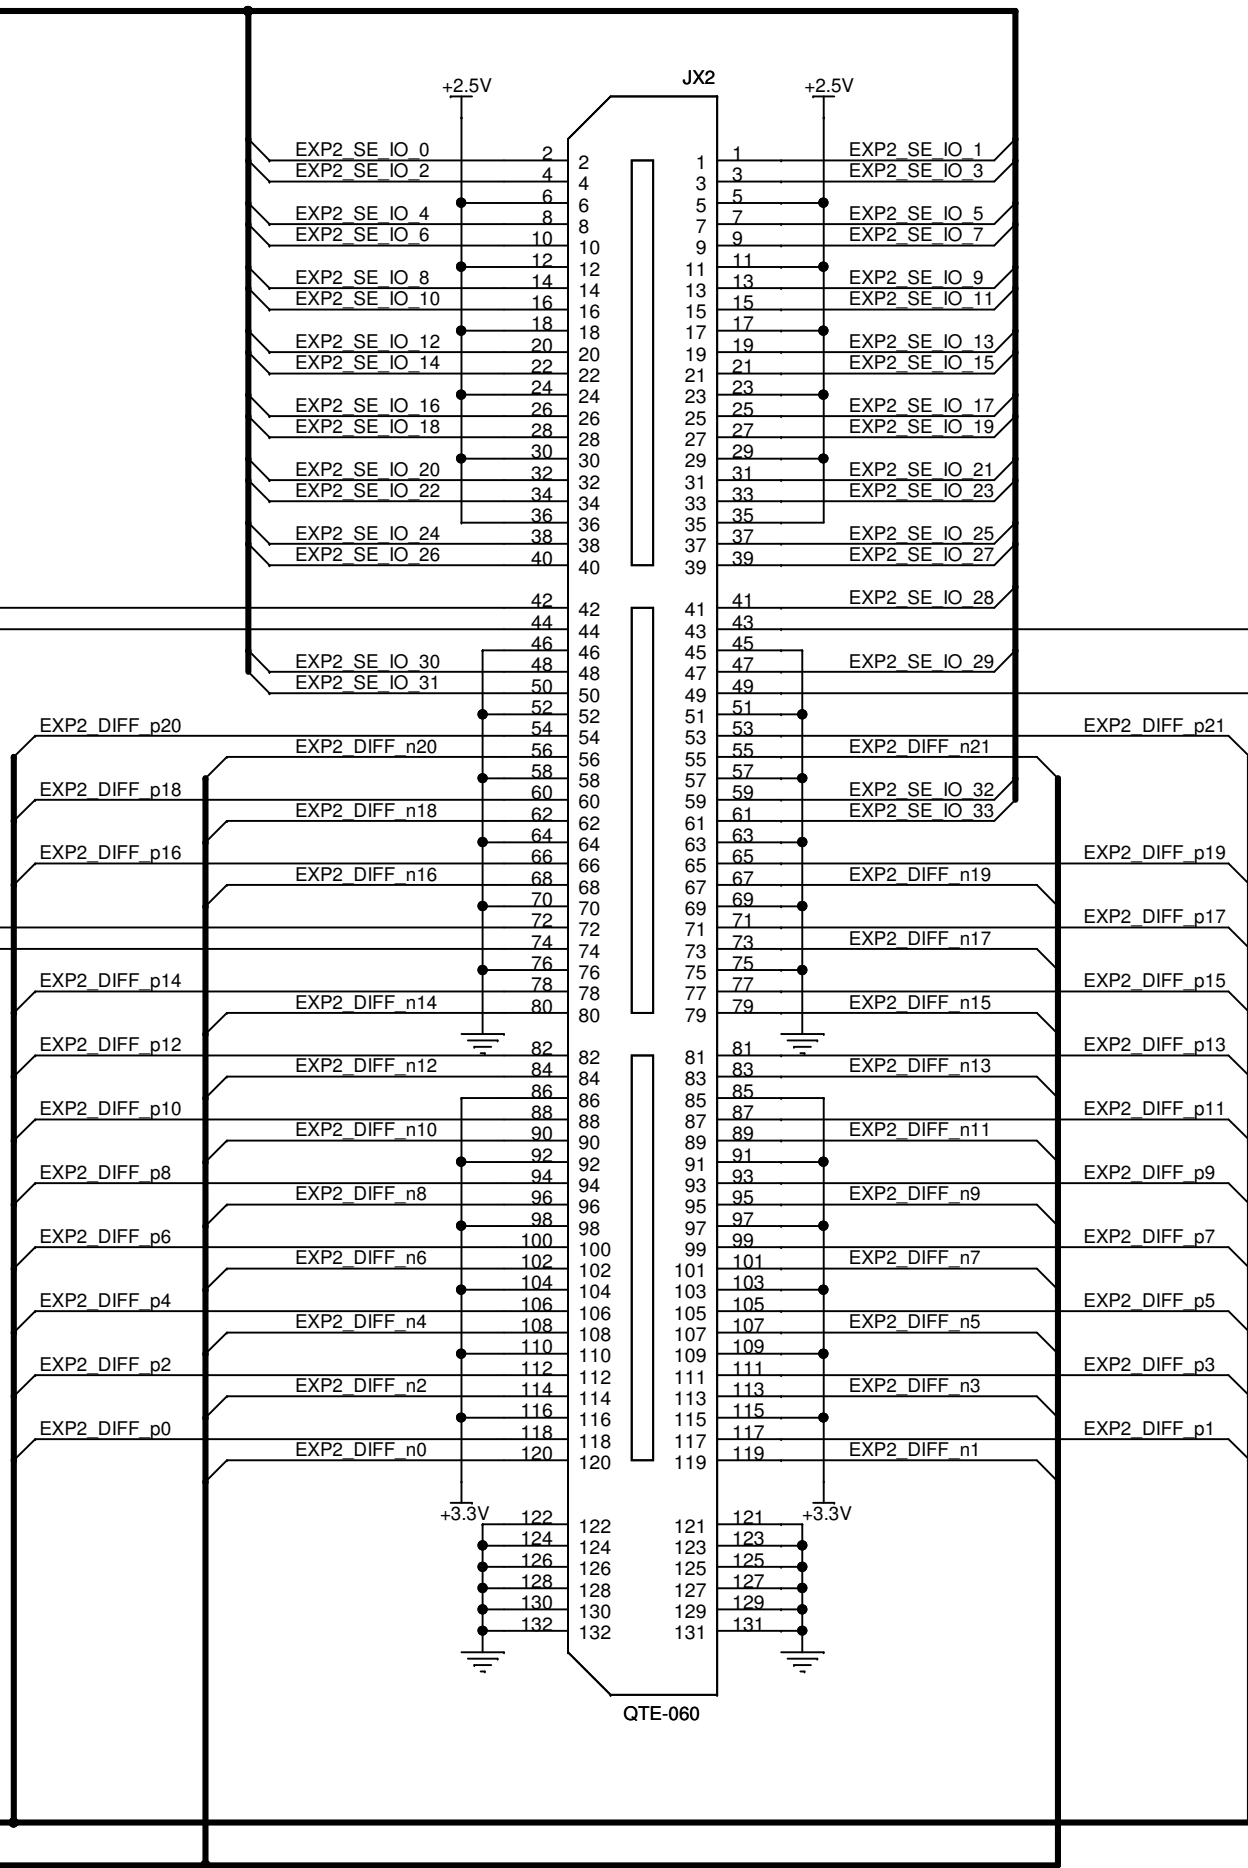 JX2
+2.5V +2.5V
EXP2_SE_IO_0 2 2 1 1 EXP2_SE_IO_1
EXP2_SE_IO_2 4 4 3 3 EXP2_SE_IO_3
6 6 5 5
EXP2_SE_IO_4 8 8 7 7 EXP2_SE_IO_5
EXP2_SE_IO_6 10 10 9 9 EXP2_SE_IO_7
12 12 11 11
EXP2_SE_IO_8 14 14 13 13 EXP2_SE_IO_9
EXP2_SE_IO_10 16 16 15 15 EXP2_SE_IO_11
18 18 17 17
EXP2_SE_IO_12 20 20 19 19 EXP2_SE_IO_13
EXP2_SE_IO_14 22 22 21 21 EXP2_SE_IO_15
24 24 23 23
EXP2_SE_IO_16 26 26 25 25 EXP2_SE_IO_17
EXP2_SE_IO_18 28 28 27 27 EXP2_SE_IO_19
30 30 29 29
EXP2_SE_IO_20 32 32 31 31 EXP2_SE_IO_21
EXP2_SE_IO_22 34 34 33 33 EXP2_SE_IO_23
36 36 35 35
EXP2_SE_IO_24 38 38 37 37 EXP2_SE_IO_25
EXP2_SE_IO_26 40 40 39 39 EXP2_SE_IO_27
42 42 41 41 EXP2_SE_IO_28
44 44 43 43
46 46 45 45
EXP2_SE_IO_30 48 48 47 47 EXP2_SE_IO_29
EXP2_SE_IO_31 50 50 49 49
52 52 51 51
EXP2_DIFF_p20 54 54 53 53 EXP2_DIFF_p21
EXP2_DIFF_n20 56 56 55 55 EXP2_DIFF_n21
58 58 57 57
EXP2_DIFF_p18 60 60 59 59 EXP2_SE_IO_32
EXP2_DIFF_n18 62 62 61 61 EXP2_SE_IO_33
64 64 63 63
EXP2_DIFF_p16 66 66 65 65 EXP2_DIFF_p19
EXP2_DIFF_n16 68 68 67 67 EXP2_DIFF_n19
70 70 69 69
72 72 71 71 EXP2_DIFF_p17
74 74 73 73 EXP2_DIFF_n17
76 76 75 75
EXP2_DIFF_p14 78 78 77 77 EXP2_DIFF_p15
EXP2_DIFF_n14 80 80 79 79 EXP2_DIFF_n15
EXP2_DIFF_p12 82 82 81 81 EXP2_DIFF_p13
EXP2_DIFF_n12 84 84 83 83 EXP2_DIFF_n13
86 86 85 85
EXP2_DIFF_p10 88 88 87 87 EXP2_DIFF_p11
EXP2_DIFF_n10 90 90 89 89 EXP2_DIFF_n11
92 92 91 91
EXP2_DIFF_p8 94 94 93 93 EXP2_DIFF_p9
EXP2_DIFF_n8 96 96 95 95 EXP2_DIFF_n9
98 98 97 97
EXP2_DIFF_p6 100 100 99 99 EXP2_DIFF_p7
EXP2_DIFF_n6 102 102 101 101 EXP2_DIFF_n7
104 104 103 103
EXP2_DIFF_p4 106 106 105 105 EXP2_DIFF_p5
EXP2_DIFF_n4 108 108 107 107 EXP2_DIFF_n5
110 110 109 109
EXP2_DIFF_p2 112 112 111 111 EXP2_DIFF_p3
EXP2_DIFF_n2 114 114 113 113 EXP2_DIFF_n3
116 116 115 115
EXP2_DIFF_p0 118 118 117 117 EXP2_DIFF_p1
EXP2_DIFF_n0 120 120 119 119 EXP2_DIFF_n1
+3.3V +3.3V
122 122 121 121
124 124 123 123
126 126 125 125
128 128 127 127
130 130 129 129
132 132 131 131
QTE-060